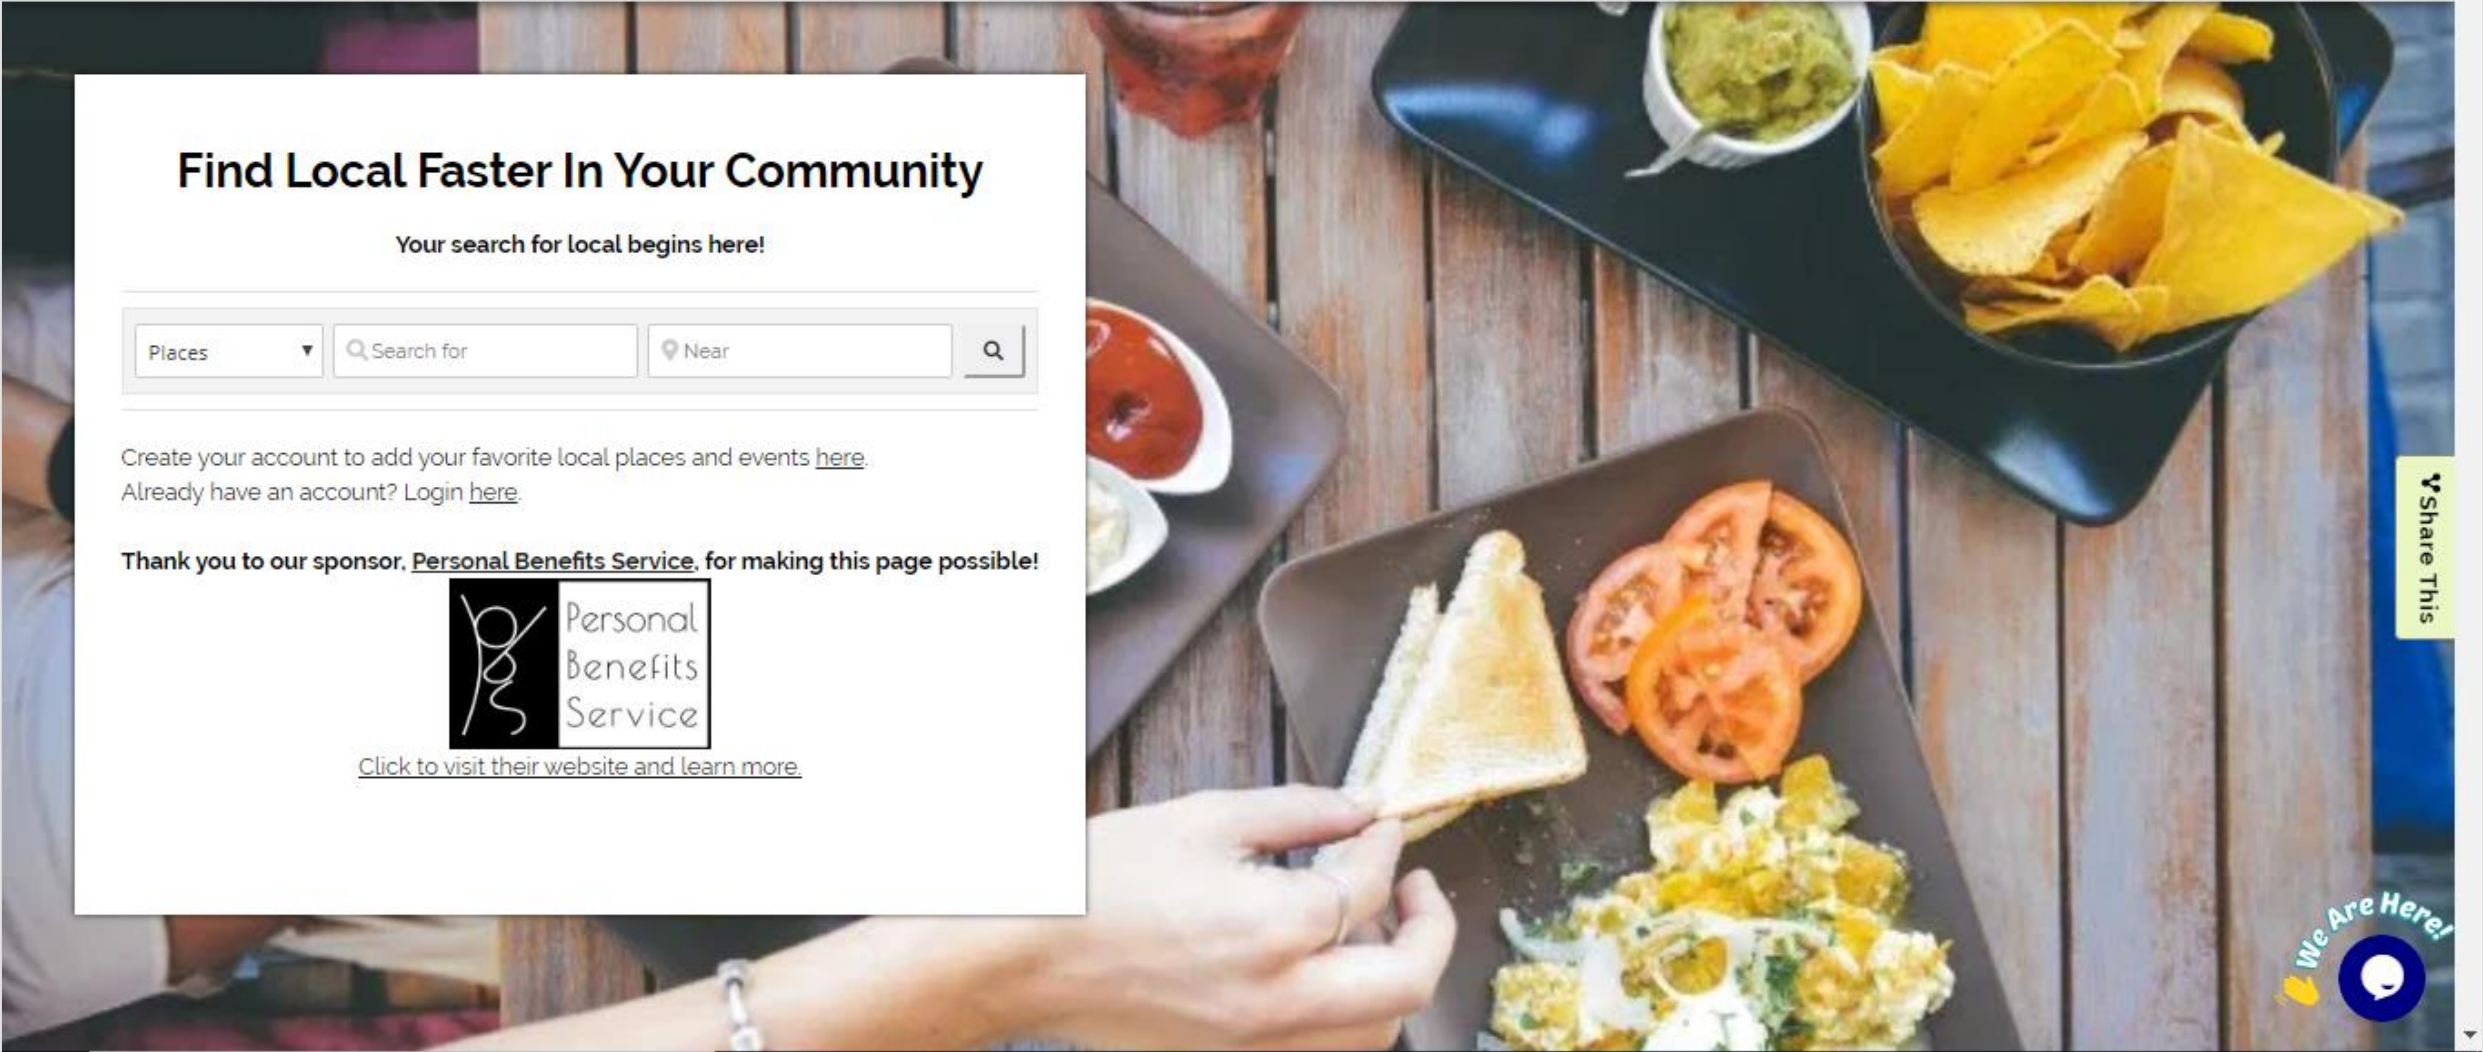 Find Local Faster In Your Community
Your search for local begins here!
Places
Search for
Near
Create your account to add your favorite local places and events here.
Already have an account? Login here.
Thank you to our sponsor, Personal Benefits Service, for making this page possible!
Personal
Benefits
Service
Click to visit their website and learn more.
Share This
We Are Here!